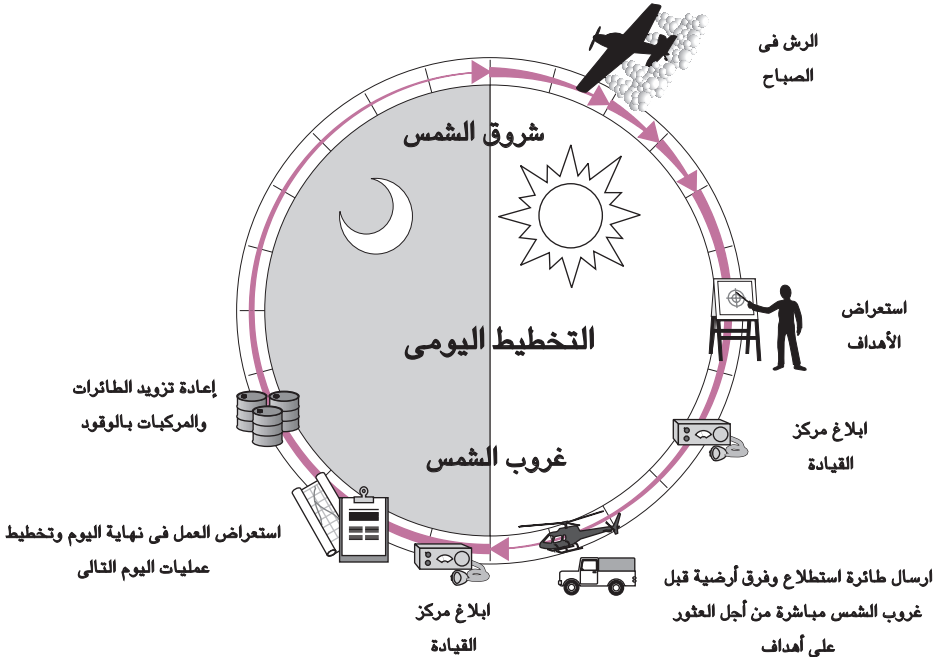 الرش فى
الصباح
شروق الشمس
استعراض
الأهداف
التخطيط اليومى
إعادة تزويد الطائرات
والمركبات بالوقود
ابلاغ مركز
القيادة
غروب الشمس
استعراض العمل فى نهاية اليوم وتخطيط
عمليات اليوم التالى
ارسال طائرة استطلاع وفرق أرضية قبل
غروب الشمس مباشرة من أجل العثور
على أهداف
ابلاغ مركز
القيادة